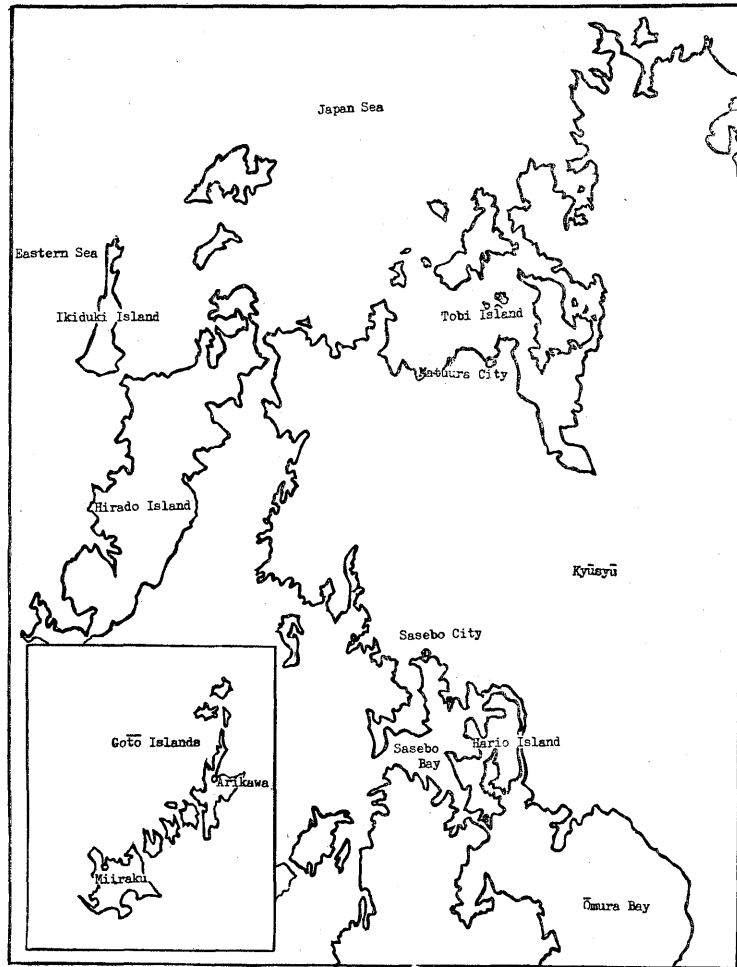 Japan Sea
Eastern Sea
Ikiduki Island
Tobi Island
Matuura City
Hirado Island
Kyūsyū
Sasebo City
Gotō Islands
Sasebo
Bay
Hario Island
Arikawa
Miiraku
Ōmura Bay